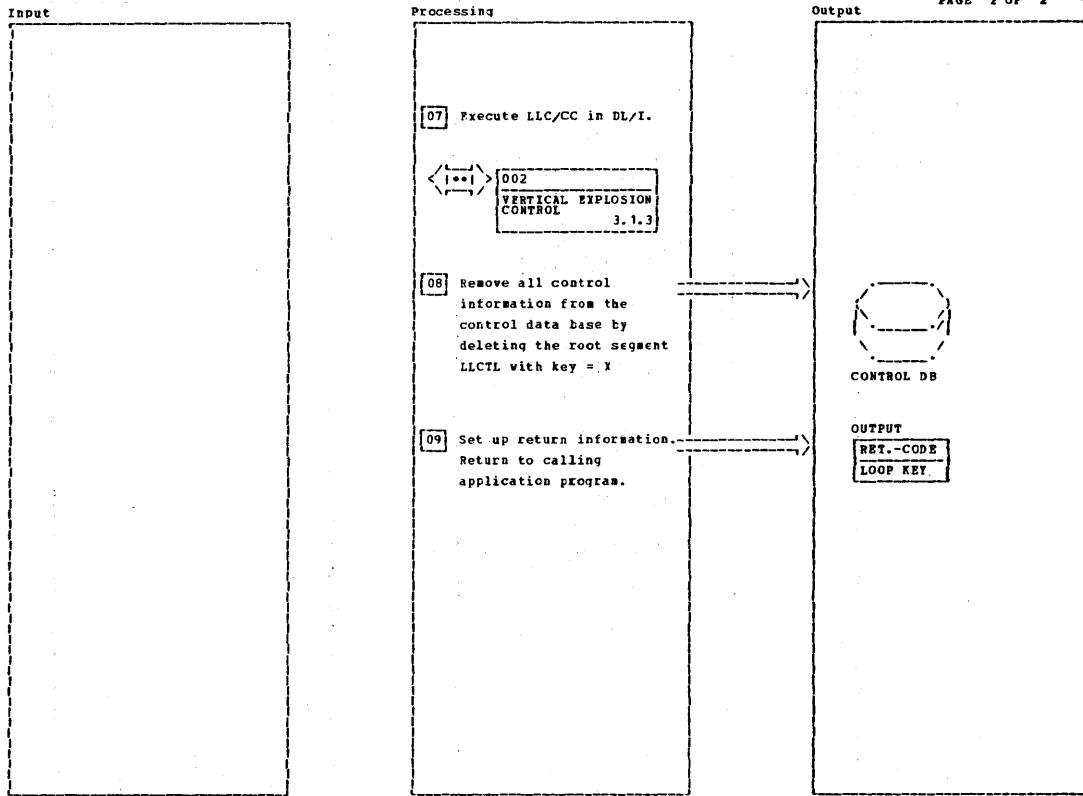 PAGE 2 OF 2
Input
Processing
Output
07 Execute LLC/CC in DL/I.
002
VERTICAL EXPLOSION
CONTROL
3.1.3
08 Remove all control
information from the
control data base by
deleting the root segment
LLCTL with key = X
CONTROL DB
09 Set up return information.
Return to calling
application program.
OUTPUT
RET.-CODE
LOOP KEY